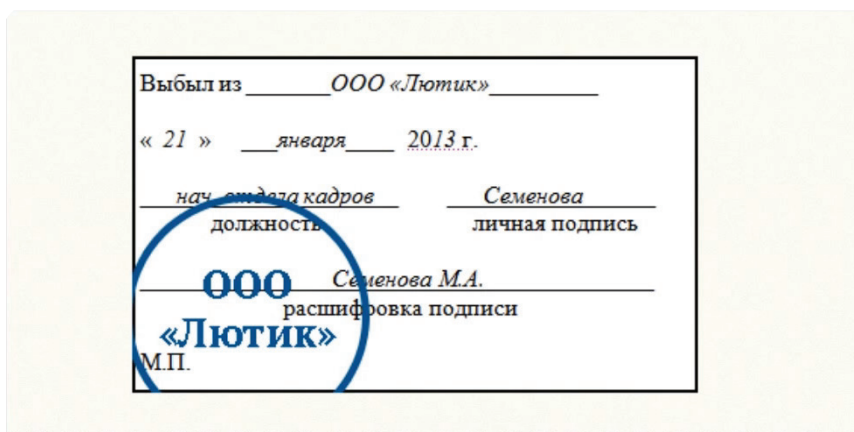 Выбыл из ООО «Лютик»
« 21 » января 2013 г.
нач. отдела кадров Семенова
должность личная подпись
Семенова М.А.
расшифровка подписи
ООО
«Лютик»
М.П.